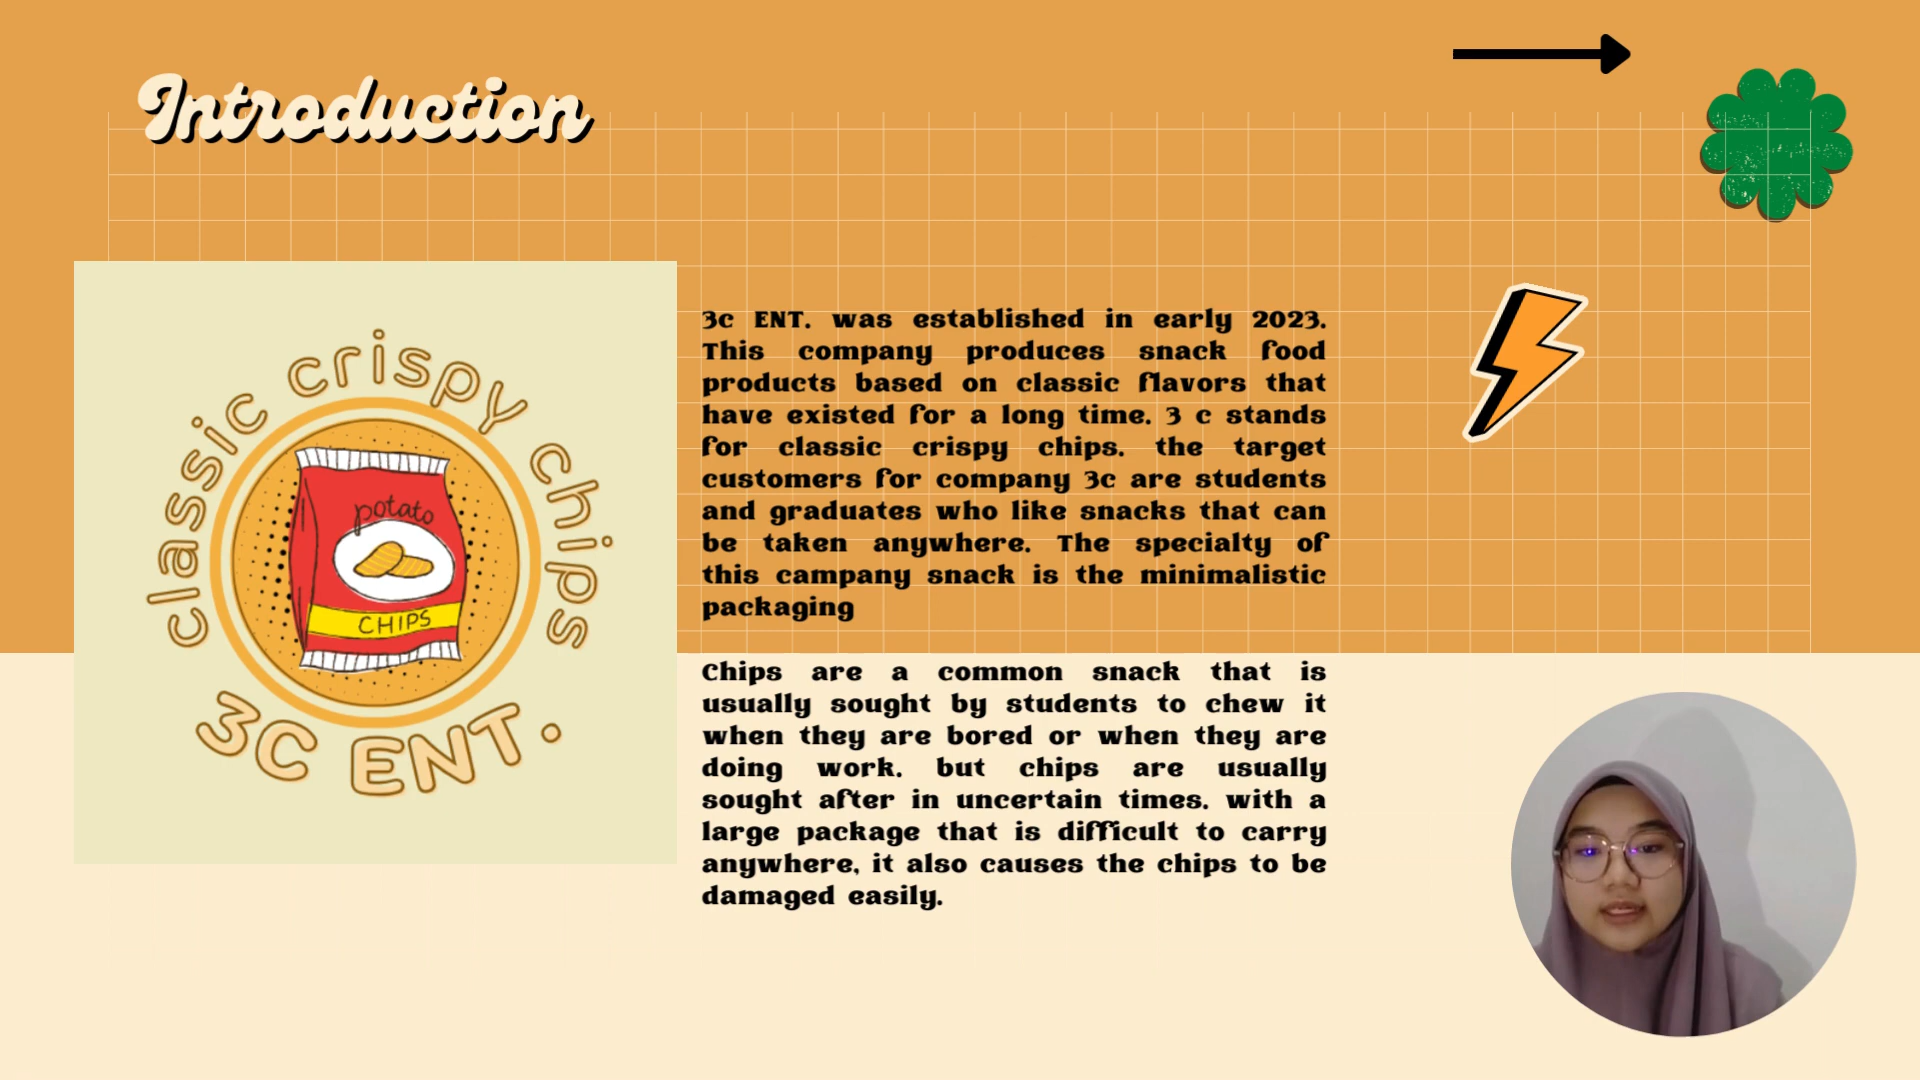 Introduction
classic crispy chips
potato
CHIPS
3C ENT.
3c ENT. was established in early 2023.
This company produces snack food
products based on classic flavors that
have existed for a long time. 3 c stands
for classic crispy chips. the target
customers for company 3c are students
and graduates who like snacks that can
be taken anywhere. The specialty of
this campany snack is the minimalistic
packaging
Chips are a common snack that is
usually sought by students to chew it
when they are bored or when they are
doing work. but chips are usually
sought after in uncertain times. with a
large package that is difficult to carry
anywhere, it also causes the chips to be
damaged easily.